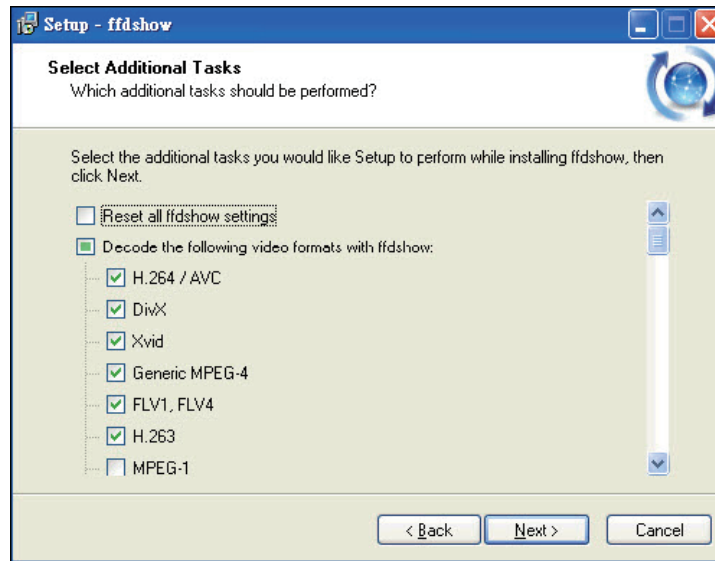 Setup - ffdshow
Select Additional Tasks
Which additional tasks should be performed?
Select the additional tasks you would like Setup to perform while installing ffdshow, then
click Next.
Reset all ffdshow settings
Decode the following video formats with ffdshow:
H.264 / AVC
DivX
Xvid
Generic MPEG-4
FLV1, FLV4
H.263
MPEG-1
< Back
Next >
Cancel